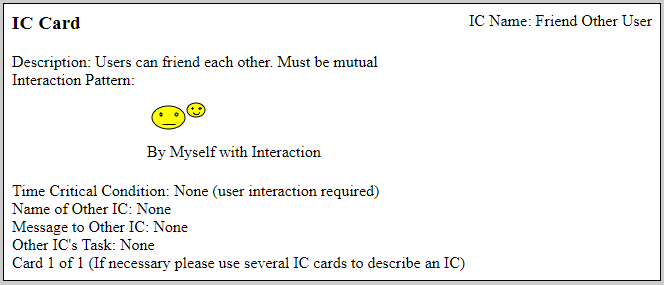 IC Card
IC Name: Friend Other User
Description: Users can friend each other. Must be mutual
Interaction Pattern:
By Myself with Interaction
Time Critical Condition: None (user interaction required)
Name of Other IC: None
Message to Other IC: None
Other IC's Task: None
Card 1 of 1 (If necessary please use several IC cards to describe an IC)